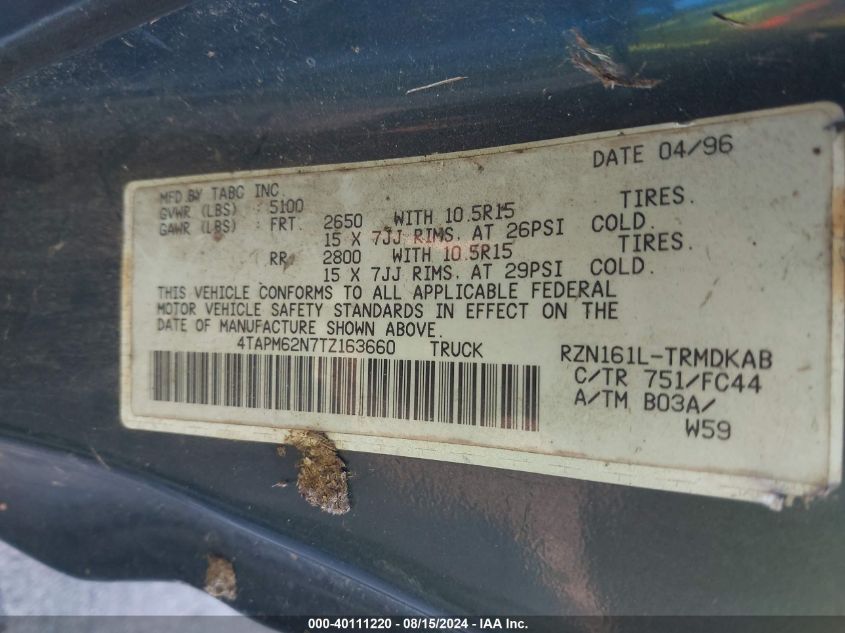 DATE 04/96
MFD.BY TABC INC.
GVWR (LBS) : 5100
GAWR (LBS) : FRT. 2650 WITH 10.5R15 TIRES.
15 X 7JJ RIMS. AT 26PSI COLD.
RR. 2800 WITH 10.5R15 TIRES.
15 X 7JJ RIMS. AT 29PSI COLD.
THIS VEHICLE CONFORMS TO ALL APPLICABLE FEDERAL
MOTOR VEHICLE SAFETY STANDARDS IN EFFECT ON THE
DATE OF MANUFACTURE SHOWN ABOVE.
4TAPM62N7TZ163660 TRUCK RZN161L-TRMDKAB
C/TR 751/FC44
A/TM B03A/
W59
000-40111220 - 08/15/2024 - IAA Inc.